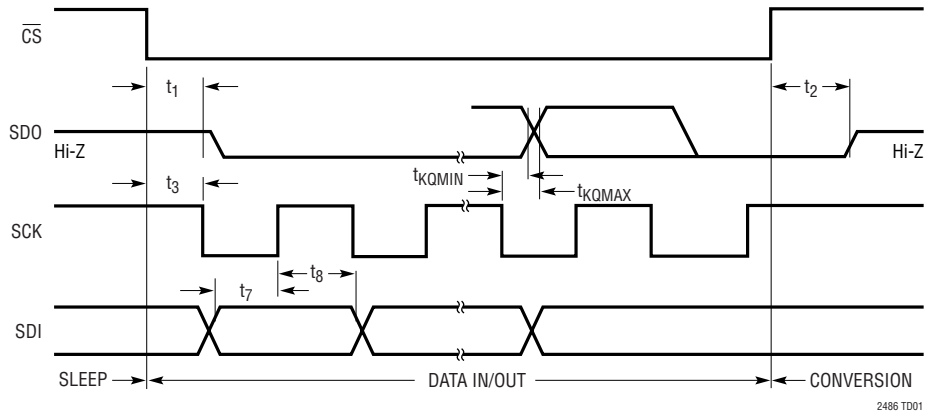 CS
t1
t2
SDO
Hi-Z
Hi-Z
t3
tKQMIN
tKQMAX
SCK
t7
t8
SDI
SLEEP
DATA IN/OUT
CONVERSION
2486 TD01